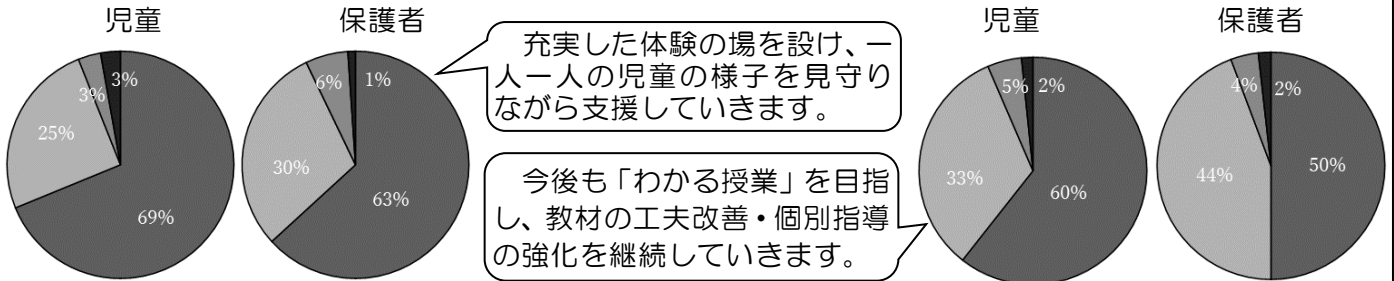 児童
保護者
3%
3%
25%
69%
1%
6%
30%
63%
充実した体験の場を設け、一
人一人の児童の様子を見守り
ながら支援していきます。
今後も「わかる授業」を目指
し、教材の工夫改善・個別指導
の強化を継続していきます。
児童
保護者
5%
2%
33%
60%
4%
2%
44%
50%